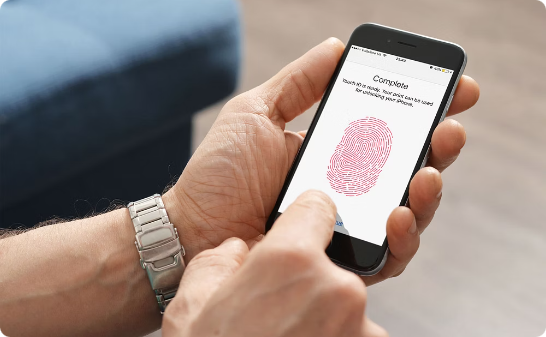 Complete
Touch ID is ready. Your print can be used
for unlocking your iPhone.